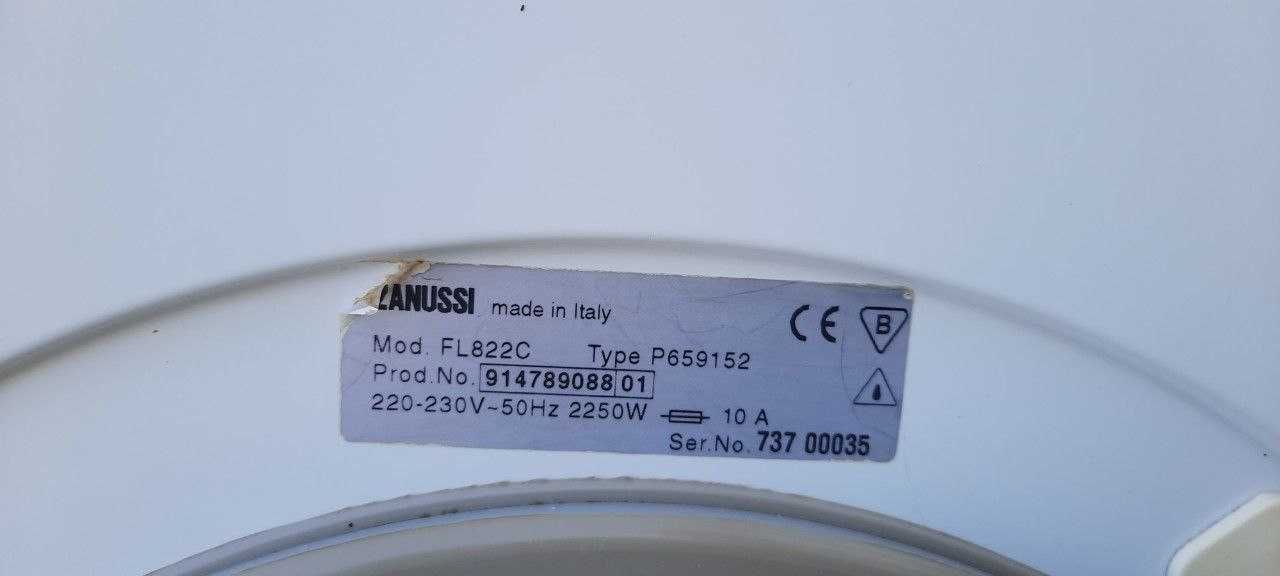 ZANUSSI made in Italy
Mod. FL822C Type P659152
Prod.No. 914789088 01
220-230V~50Hz 2250W 10 A
Ser.No. 737 00035
CE B